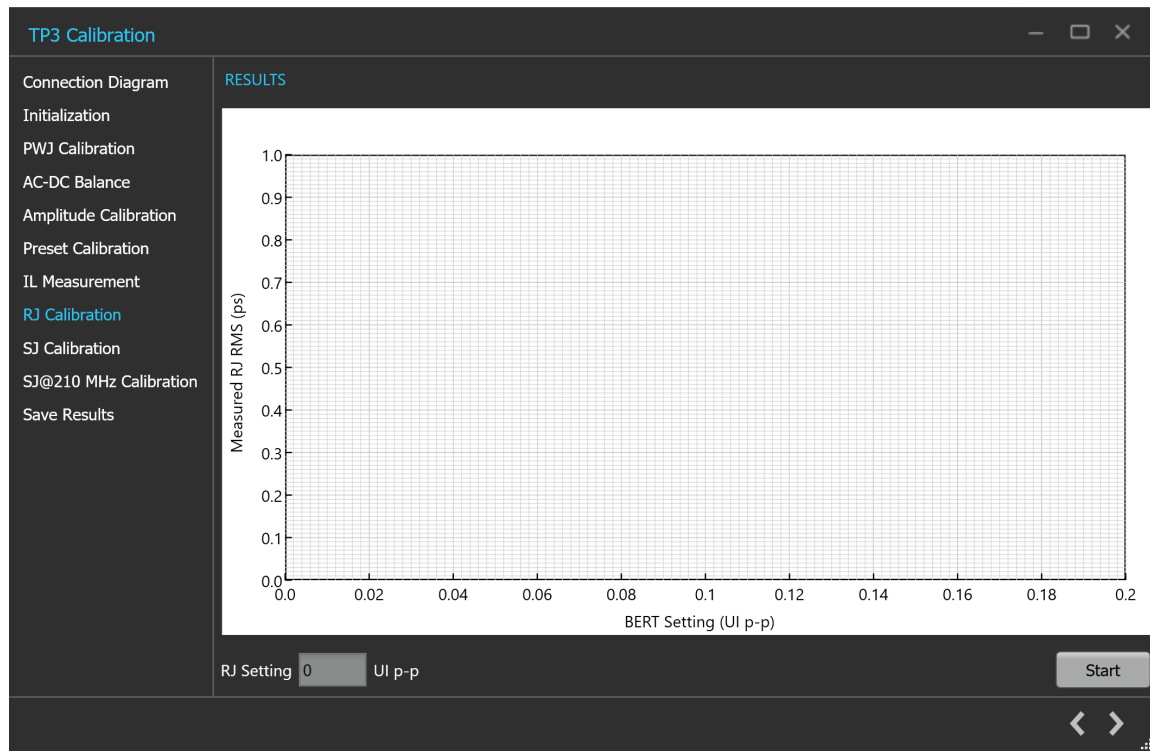 TP3 Calibration
Connection Diagram
Initialization
PWJ Calibration
AC-DC Balance
Amplitude Calibration
Preset Calibration
IL Measurement
RJ Calibration
SJ Calibration
SJ@210 MHz Calibration
Save Results
RESULTS
Measured RJ RMS (ps)
1.0
0.9
0.8
0.7
0.6
0.5
0.4
0.3
0.2
0.1
0.0
0.0 0.02 0.04 0.06 0.08 0.1 0.12 0.14 0.16 0.18 0.2
BERT Setting (UI p-p)
RJ Setting 0 UI p-p
Start